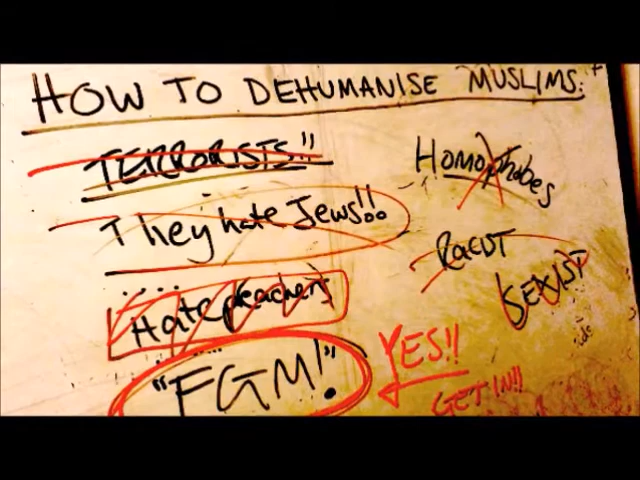 HOW TO DEHUMANISE MUSLIMS:
TERRORISTS!!
They hate Jews!!
Hate preachers
"FGM!"
Homophobes
Racist
SEXIST
YES!!
GET IN!!